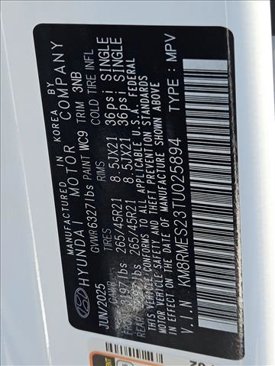 MANUFACTURED IN KOREA BY
HYUNDAI MOTOR COMPANY
JUN/2025 GVWR 6327lbs PAINT WC9 TRIM 3NB
GAWR TIRES RIMS COLD TIRE INFL
265/45R21 8.5JX21 36psi SINGLE
265/45R21 8.5JX21 36psi SINGLE
THIS VEHICLE CONFORMS TO ALL APPLICABLE U.S.A. FEDERAL
MOTOR VEHICLE SAFETY AND THEFT PREVENTION STANDARDS
IN EFFECT ON THE DATE OF MANUFACTURE SHOWN ABOVE.
V.I.N KM8RMES23TU025894 TYPE : MPV